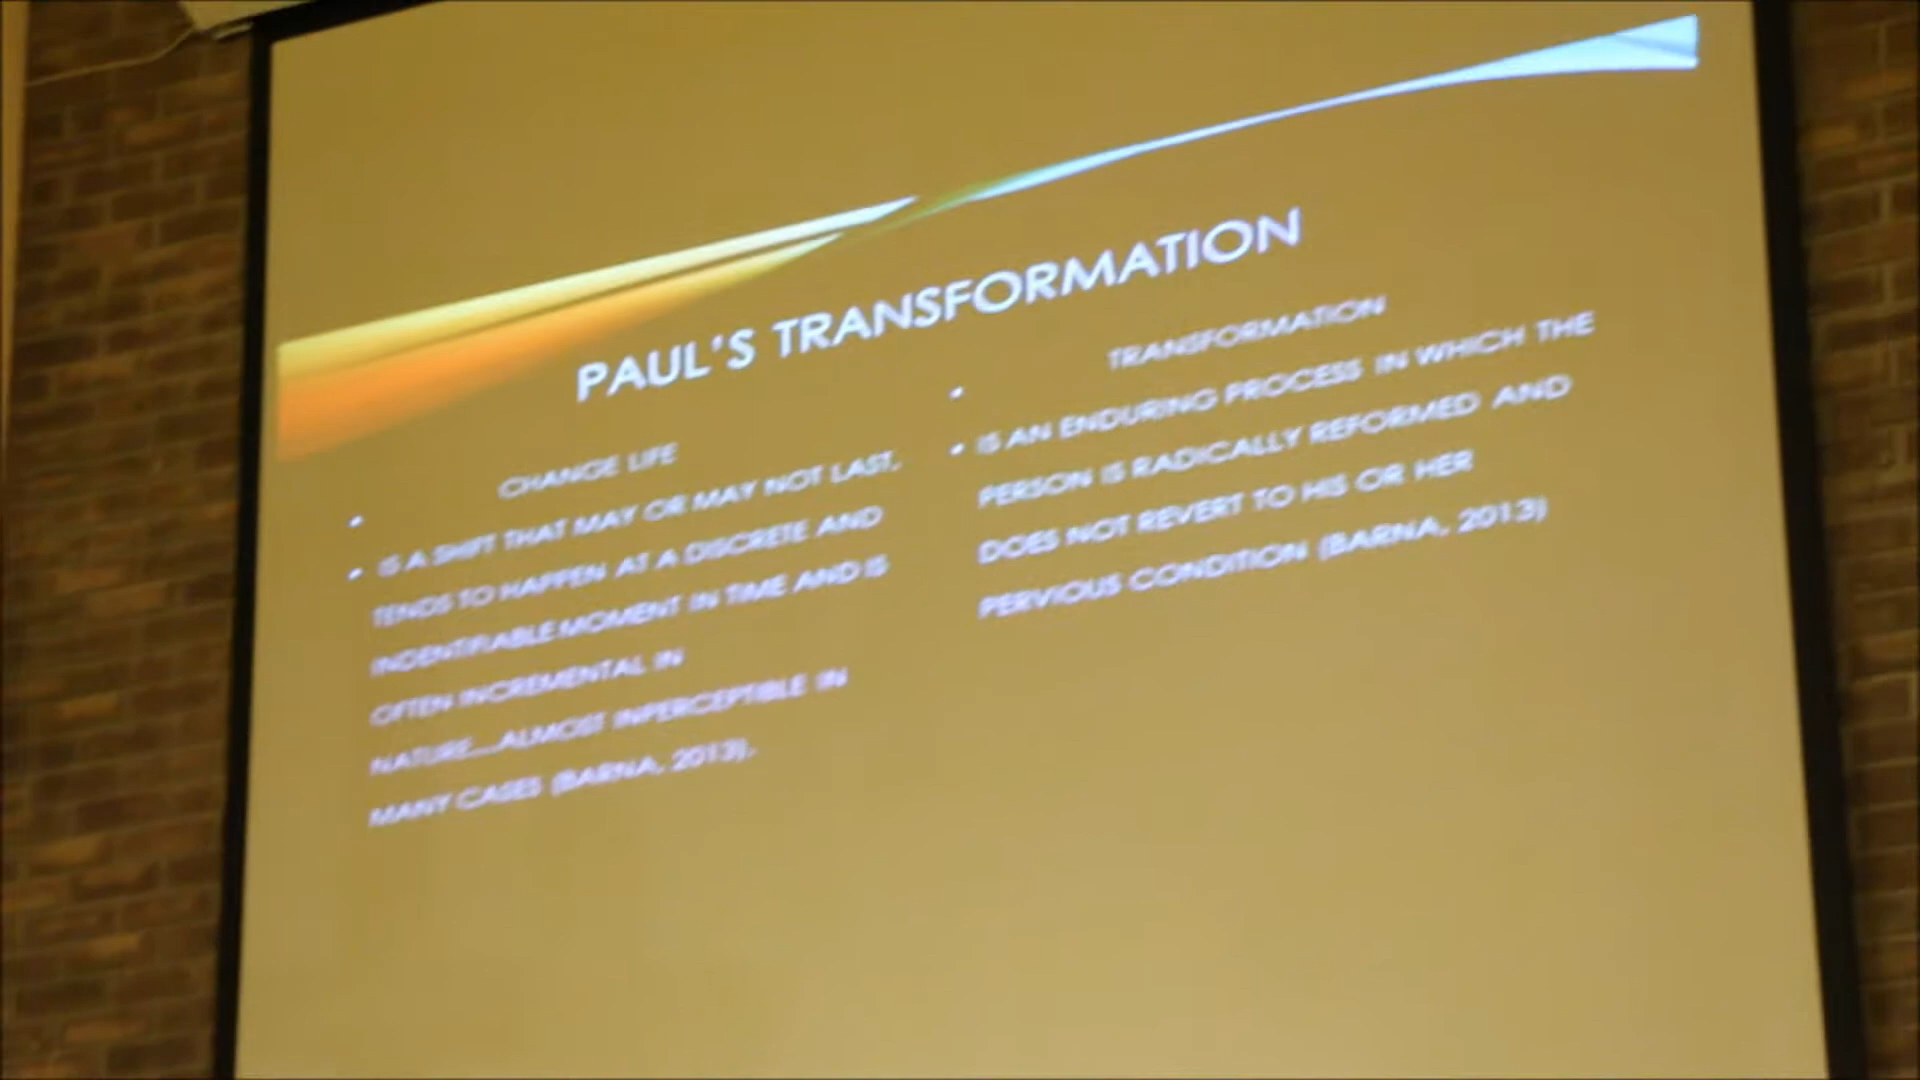 PAUL'S TRANSFORMATION
CHANGE LIFE
• IS A SHIFT THAT MAY OR MAY NOT LAST,
TENDS TO HAPPEN AT A DISCRETE AND
INDENTIFIABLE MOMENT IN TIME AND IS
OFTEN INCREMENTAL IN
NATURE...ALMOST INPERCEPTIBLE IN
MANY CASES (BARNA, 2013).
TRANSFORMATION
• IS AN ENDURING PROCESS IN WHICH THE
PERSON IS RADICALLY REFORMED AND
DOES NOT REVERT TO HIS OR HER
PERVIOUS CONDITION (BARNA, 2013)